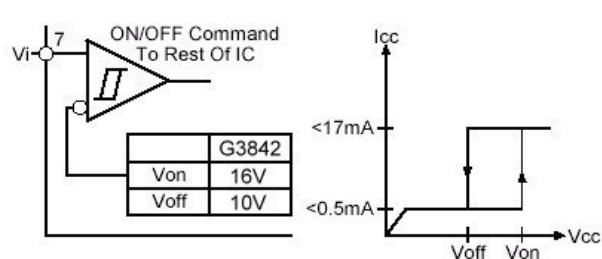 Vi
7
ON/OFF Command
To Rest Of IC
G3842
Von 16V
Voff 10V
Icc
<17mA
<0.5mA
Voff Von
Vcc